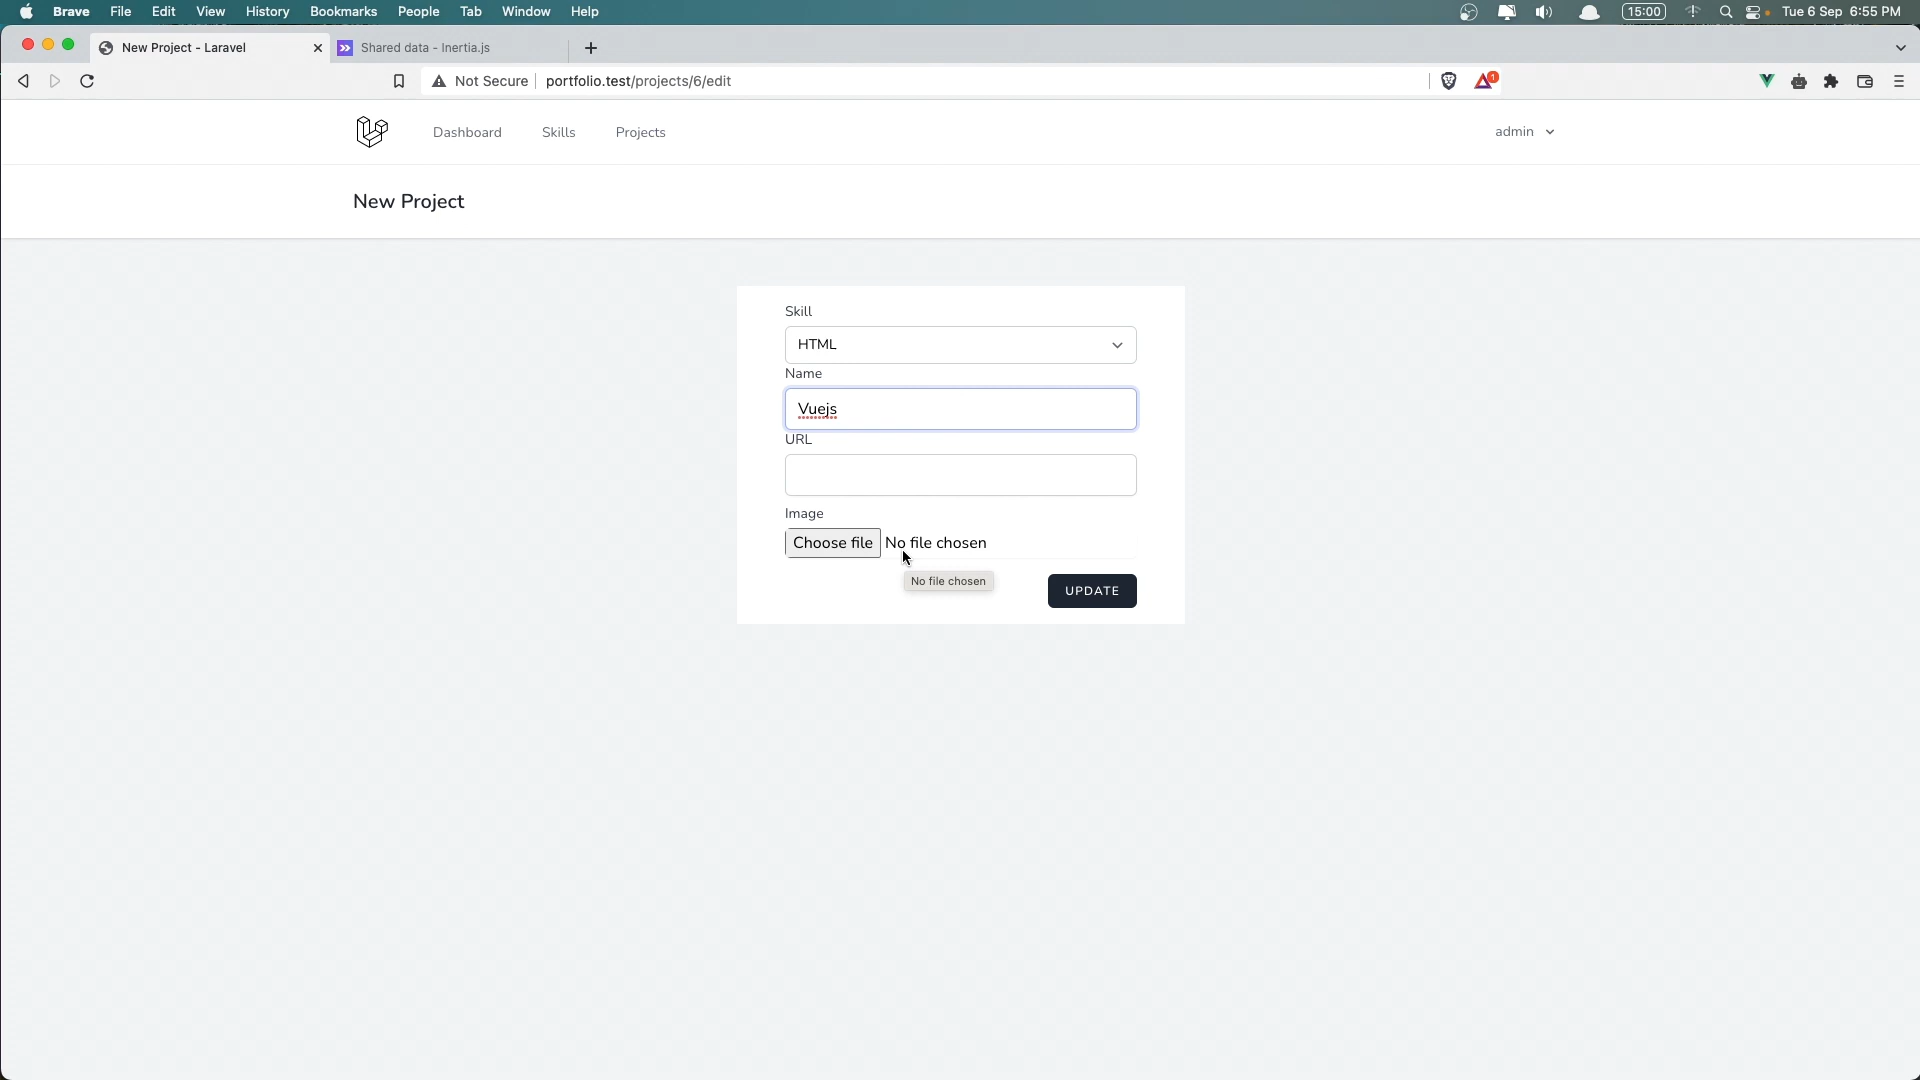 Brave File Edit View History Bookmarks People Tab Window Help 15:00 Tue 6 Sep 6:55 PM
New Project - Laravel Shared data - Inertia.js
Not Secure portfolio.test/projects/6/edit 1
Dashboard Skills Projects admin
New Project
Skill
HTML
Name
Vuejs
URL
Image
Choose file No file chosen
No file chosen
UPDATE